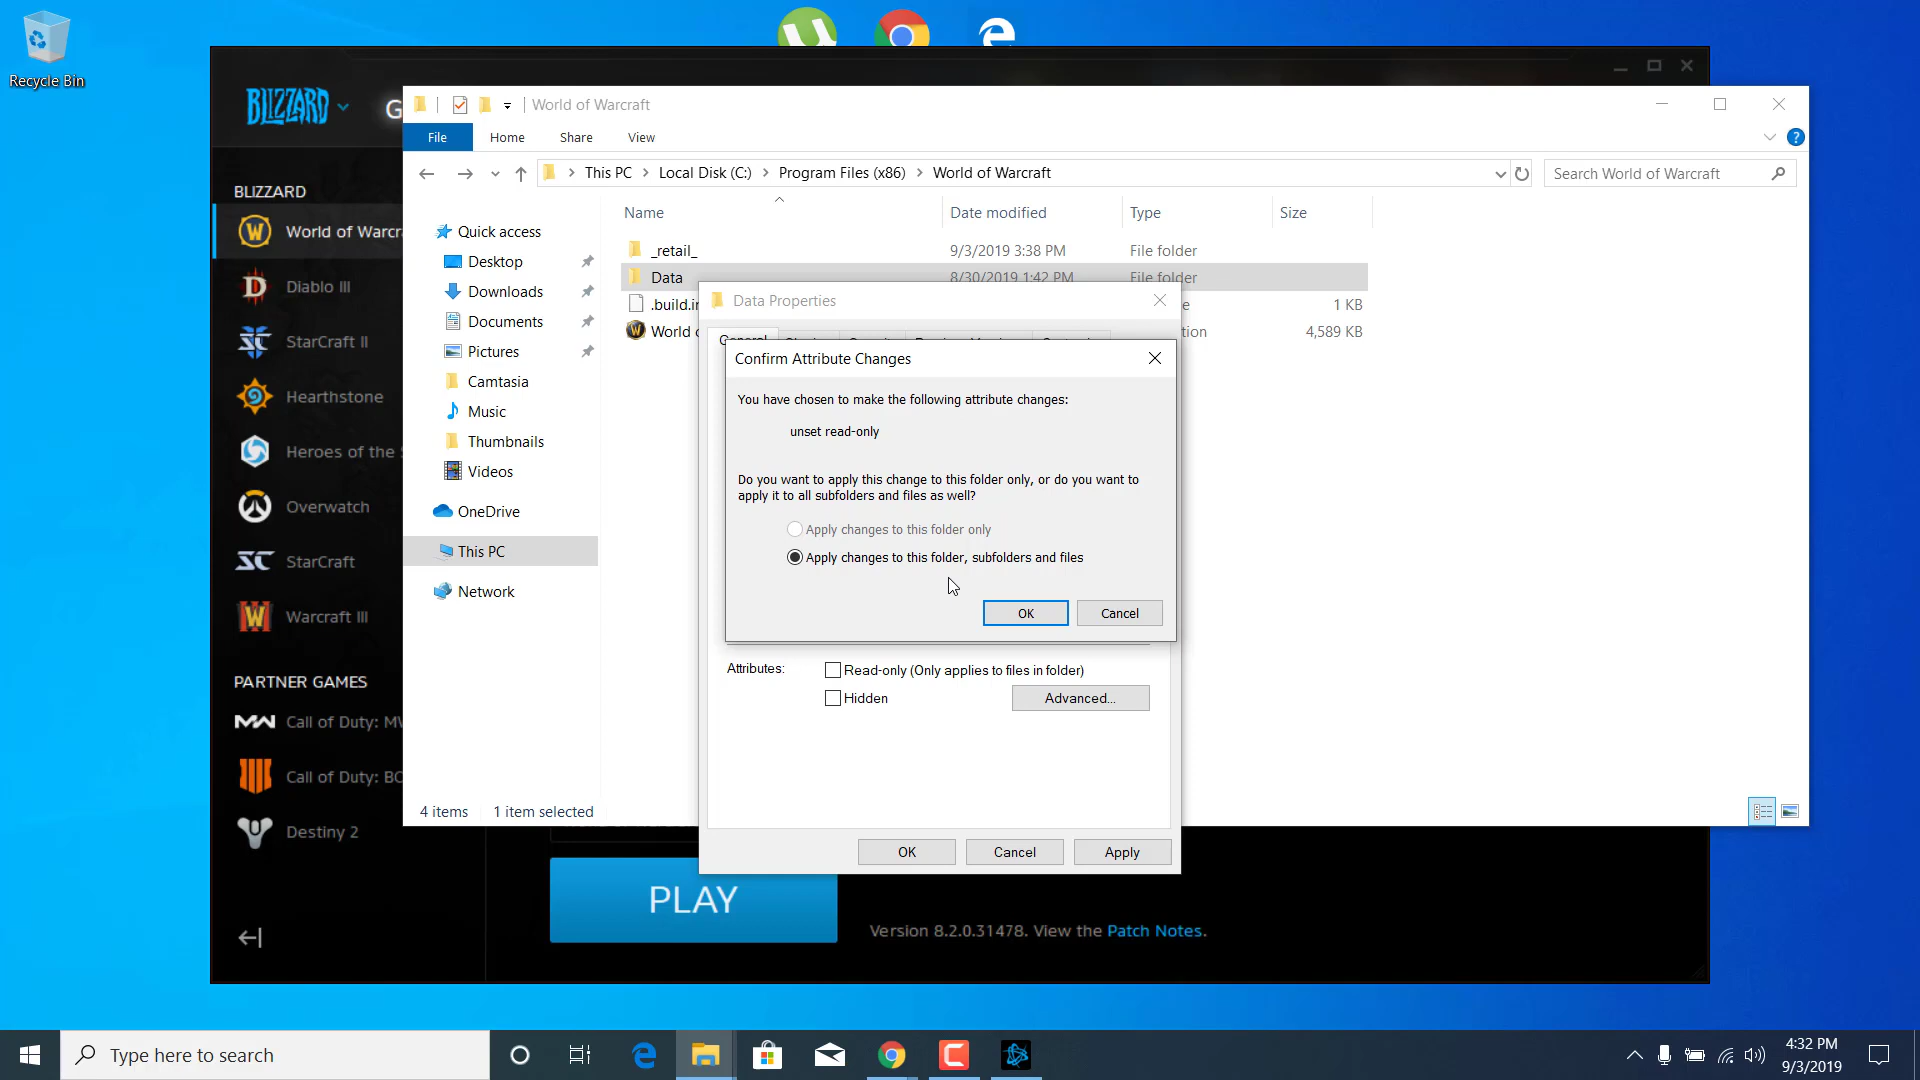 Recycle Bin
BLIZZARD
G
World of Warcraft
File
Home
Share
View
This PC
Local Disk (C:)
Program Files (x86)
World of Warcraft
Search World of Warcraft
Name
Date modified
Type
Size
BLIZZARD
World of Warcr
Diablo III
StarCraft II
Hearthstone
Heroes of the
Overwatch
StarCraft
Warcraft III
PARTNER GAMES
Call of Duty: MW
Call of Duty: BO
Destiny 2
Quick access
Desktop
Downloads
Documents
Pictures
Camtasia
Music
Thumbnails
Videos
OneDrive
This PC
Network
_retail_
9/3/2019 3:38 PM
File folder
Data
8/30/2019 1:42 PM
File folder
.build.in
1 KB
World
tion
4,589 KB
Data Properties
General
Confirm Attribute Changes
You have chosen to make the following attribute changes:
unset read-only
Do you want to apply this change to this folder only, or do you want to
apply it to all subfolders and files as well?
Apply changes to this folder only
Apply changes to this folder, subfolders and files
OK
Cancel
Attributes:
Read-only (Only applies to files in folder)
Hidden
Advanced...
OK
Cancel
Apply
4 items
1 item selected
PLAY
Version 8.2.0.31478. View the Patch Notes.
Type here to search
4:32 PM
9/3/2019